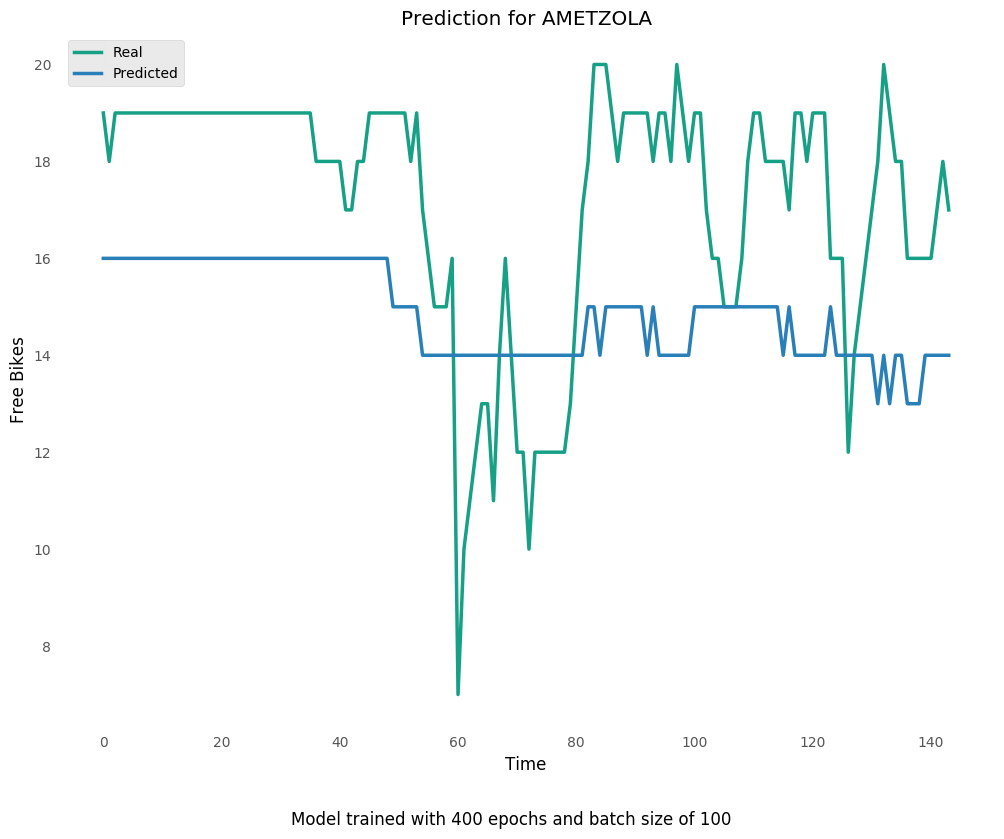 Prediction for AMETZOLA
Real
Predicted
20
18
16
14
12
10
8
Free Bikes
0 20 40 60 80 100 120 140
Time
Model trained with 400 epochs and batch size of 100